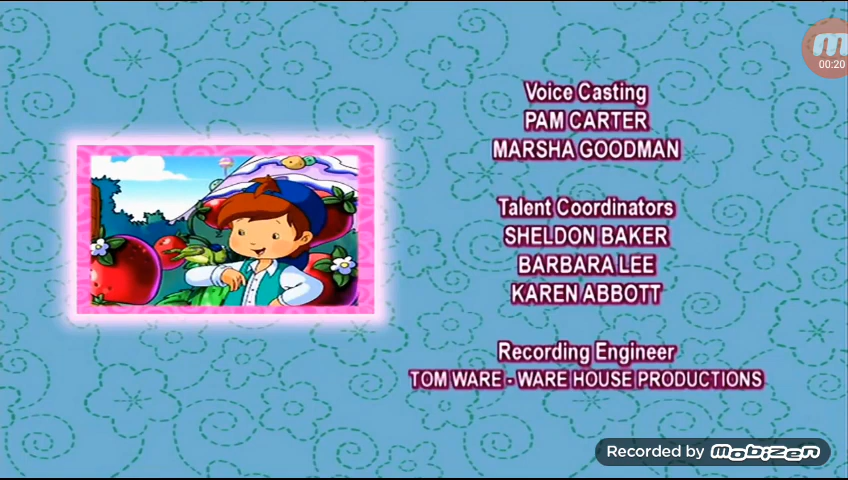 M
00:20
Voice Casting
PAM CARTER
MARSHA GOODMAN
Talent Coordinators
SHELDON BAKER
BARBARA LEE
KAREN ABBOTT
Recording Engineer
TOM WARE - WARE HOUSE PRODUCTIONS
Recorded by MOBIZEN